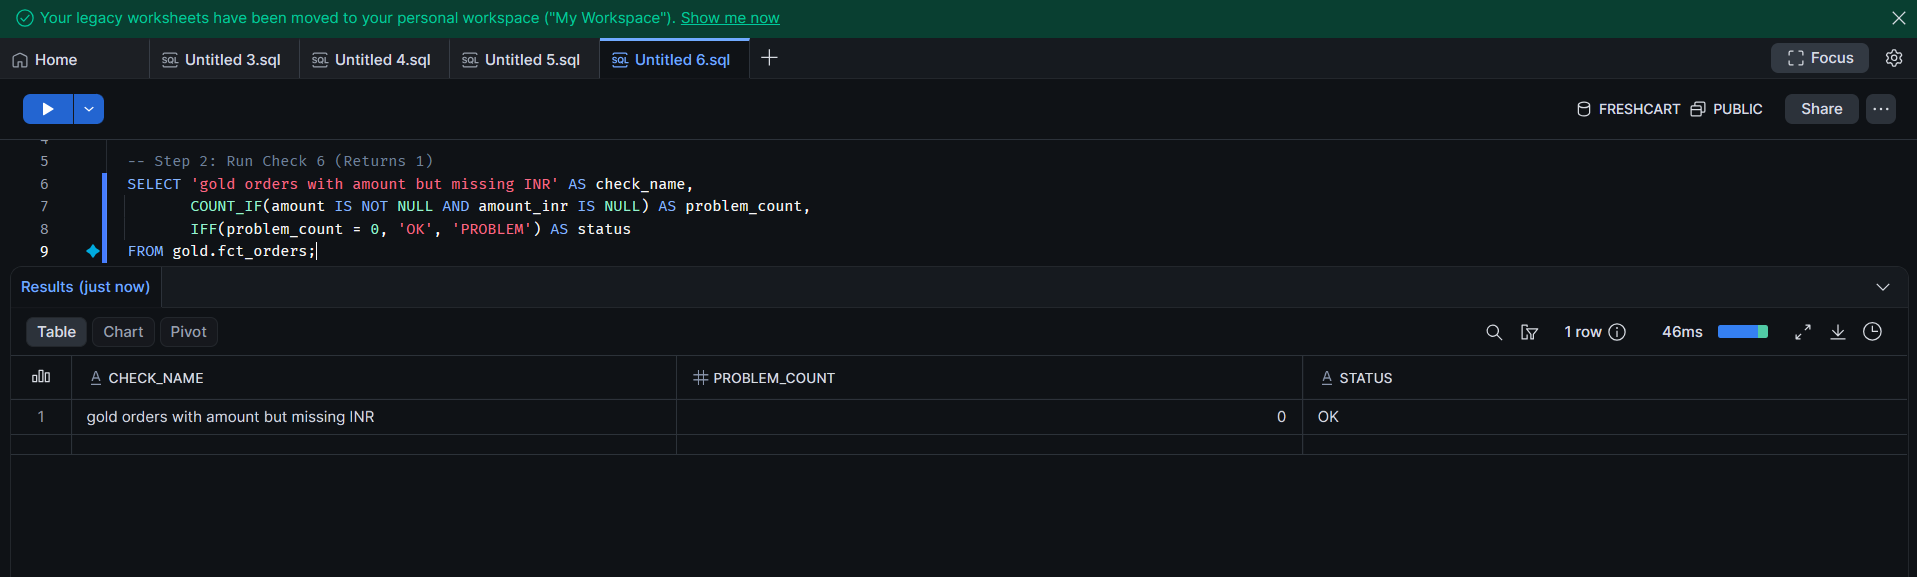 Your legacy worksheets have been moved to your personal workspace ("My Workspace"). Show me now
Home
SQL Untitled 3.sql
SQL Untitled 4.sql
SQL Untitled 5.sql
SQL Untitled 6.sql
Focus
FRESHCART
PUBLIC
Share
4
5 -- Step 2: Run Check 6 (Returns 1)
6 SELECT 'gold orders with amount but missing INR' AS check_name,
7 COUNT_IF(amount IS NOT NULL AND amount_inr IS NULL) AS problem_count,
8 IFF(problem_count = 0, 'OK', 'PROBLEM') AS status
9 FROM gold.fct_orders;
Results (just now)
Table Chart Pivot
1 row
46ms
A CHECK_NAME # PROBLEM_COUNT A STATUS
1 gold orders with amount but missing INR 0 OK